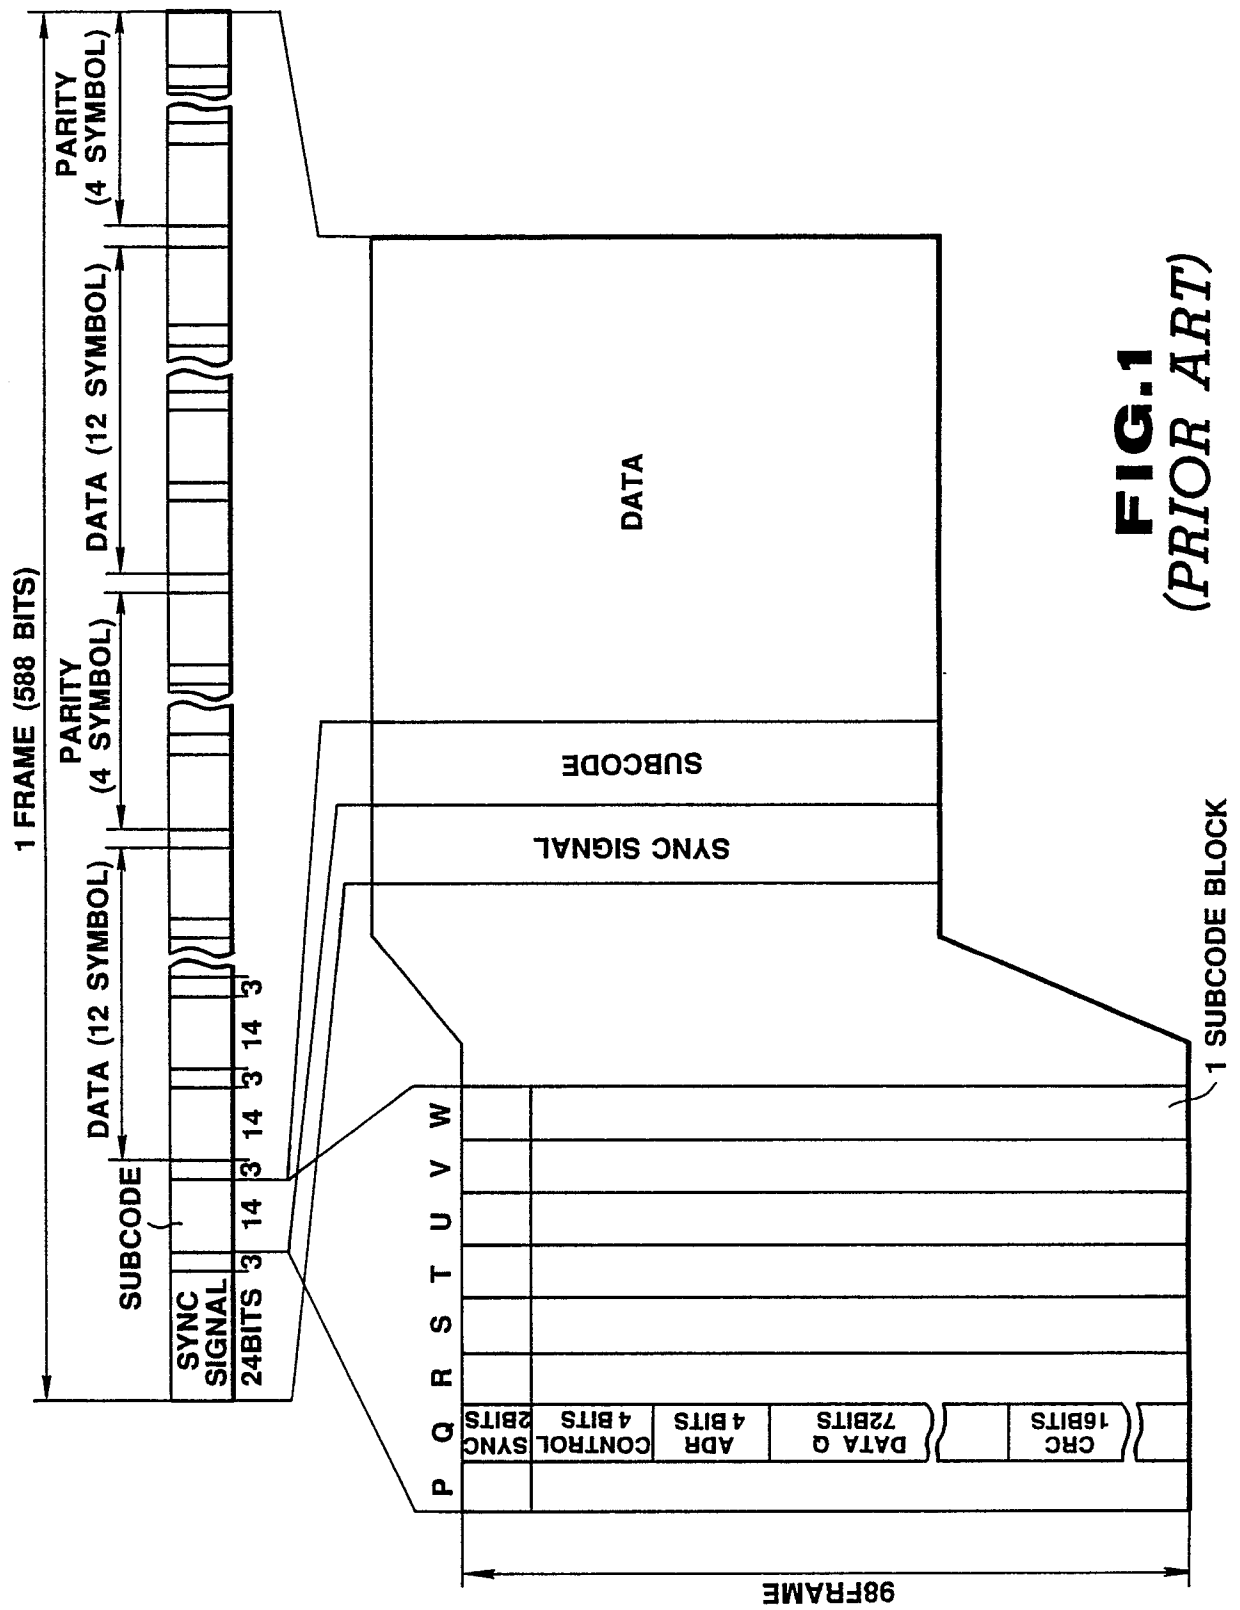 1 FRAME (588 BITS)
SUBCODE
DATA (12 SYMBOL)
PARITY
(4 SYMBOL)
DATA (12 SYMBOL)
PARITY
(4 SYMBOL)
SYNC
SIGNAL
24BITS 3 14 3 14 3 14 3
P Q R S T U V W
SYNC
2BITS
CONTROL
4 BITS
ADR
4 BITS
DATA Q
72BITS
CRC
16BITS
98FRAME
SYNC SIGNAL
SUBCODE
DATA
1 SUBCODE BLOCK
FIG.1
(PRIOR ART)